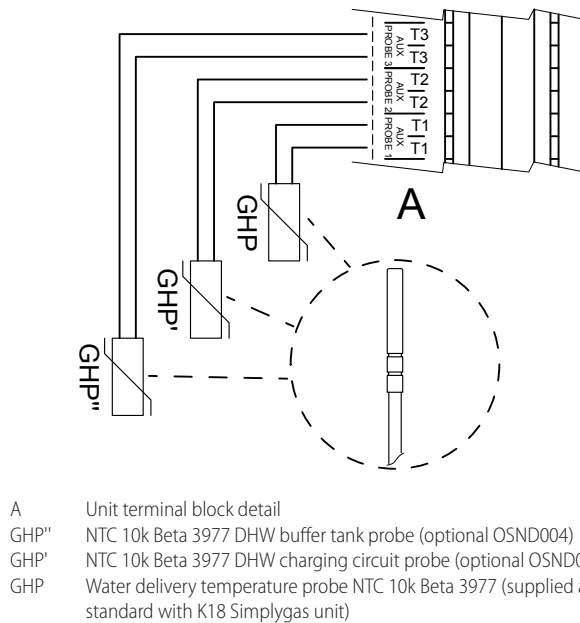 PROBE 3 AUX T3
T3
PROBE 2 AUX T2
T2
PROBE 1 AUX T1
T1
A
GHP
GHP'
GHP"
A Unit terminal block detail
GHP" NTC 10k Beta 3977 DHW buffer tank probe (optional OSND004)
GHP' NTC 10k Beta 3977 DHW charging circuit probe (optional
GHP Water delivery temperature probe NTC 10k Beta 3977 (supplied
standard with K18 Simplygas unit)